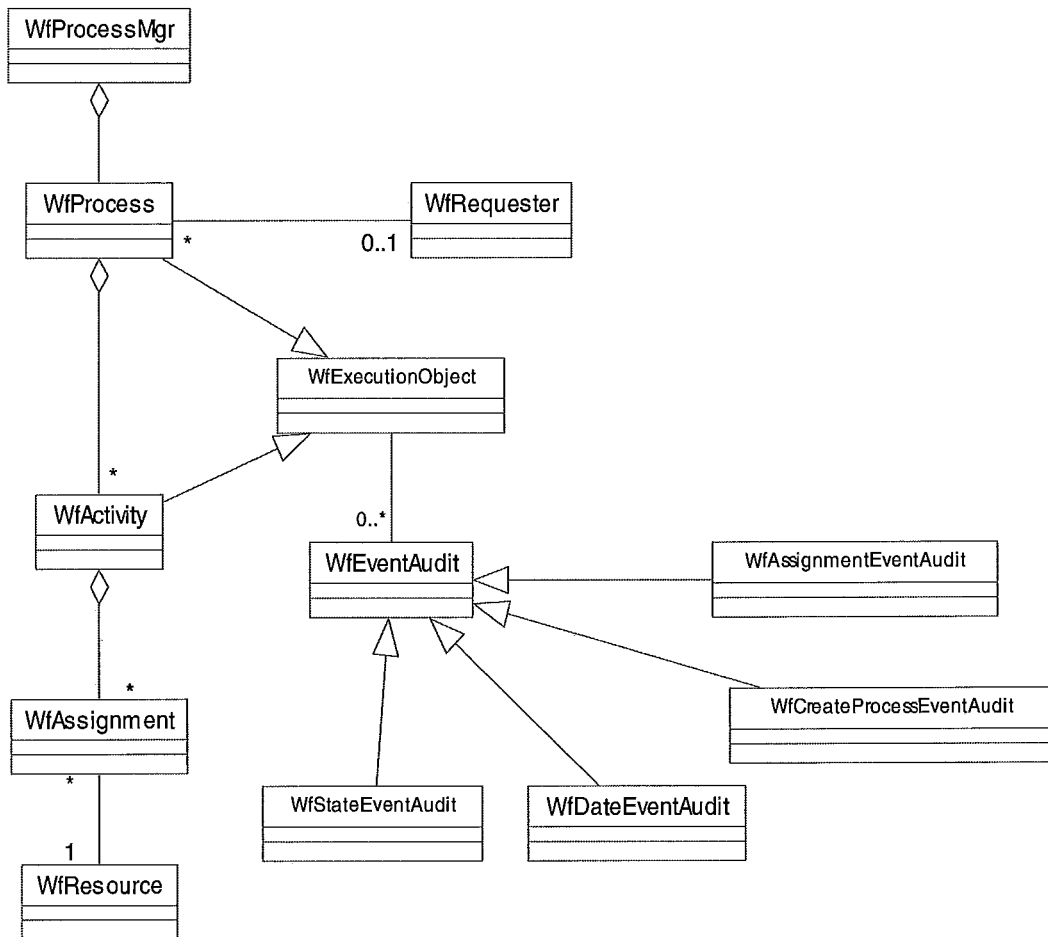 WfProcessMgr
WfProcess
WfRequester
*
0..1
WfExecutionObject
*
WfActivity
0..*
WfEventAudit
WfAssignmentEventAudit
*
WfAssignment
WfCreateProcessEventAudit
*
WfStateEventAudit
WfDateEventAudit
1
WfResource